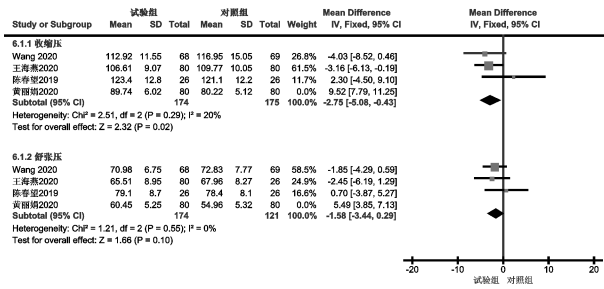 试验组 对照组 Mean Difference Mean Difference
Study or Subgroup Mean SD Total Mean SD Total Weight IV, Fixed, 95% CI IV, Fixed, 95% CI
6.1.1 收缩压
Wang 2020 112.92 11.55 68 116.95 15.05 69 26.8% -4.03 (-8.52, 0.46)
王海燕2020 106.61 9.07 80 109.77 10.05 80 61.5% -3.16 (-6.13, -0.19)
陈春望2019 123.4 12.8 26 121.1 12.2 26 11.7% 2.30 (-4.50, 9.10)
黄丽娟2020 89.74 6.02 80 80.22 5.12 80 0.0% 9.52 [7.79, 11.25]
Subtotal (95% CI) 174 175 100.0% -2.75 (-5.08, -0.43)
Heterogeneity: Chi² = 2.51, df = 2 (P = 0.29); I² = 20%
Test for overall effect: Z = 2.32 (P = 0.02)
6.1.2 舒张压
Wang 2020 70.98 6.75 68 72.83 7.77 69 58.5% -1.85 (-4.29, 0.59)
王海燕2020 65.51 8.95 80 67.96 8.27 26 24.9% -2.45 (-6.19, 1.29)
陈春望2019 79.1 8.7 26 78.4 8.1 26 16.6% 0.70 (-3.87, 5.27)
黄丽娟2020 60.45 5.25 80 54.96 5.32 80 0.0% 5.49 (3.85, 7.13)
Subtotal (95% CI) 174 121 100.0% -1.58 (-3.44, 0.29)
Heterogeneity: Chi² = 1.21, df = 2 (P = 0.55); I² = 0%
Test for overall effect: Z = 1.66 (P = 0.10)
-20 -10 0 10 20
试验组 对照组